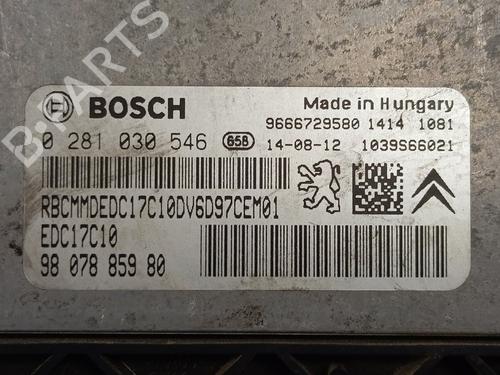 B-PARTS
BOSCH
Made in Hungary
9666729580 1414 1081
0 281 030 546 658 14-08-12 1039S66021
RBCMMDEDC17C10DV6D97CEM01
EDC17C10
98 078 859 80